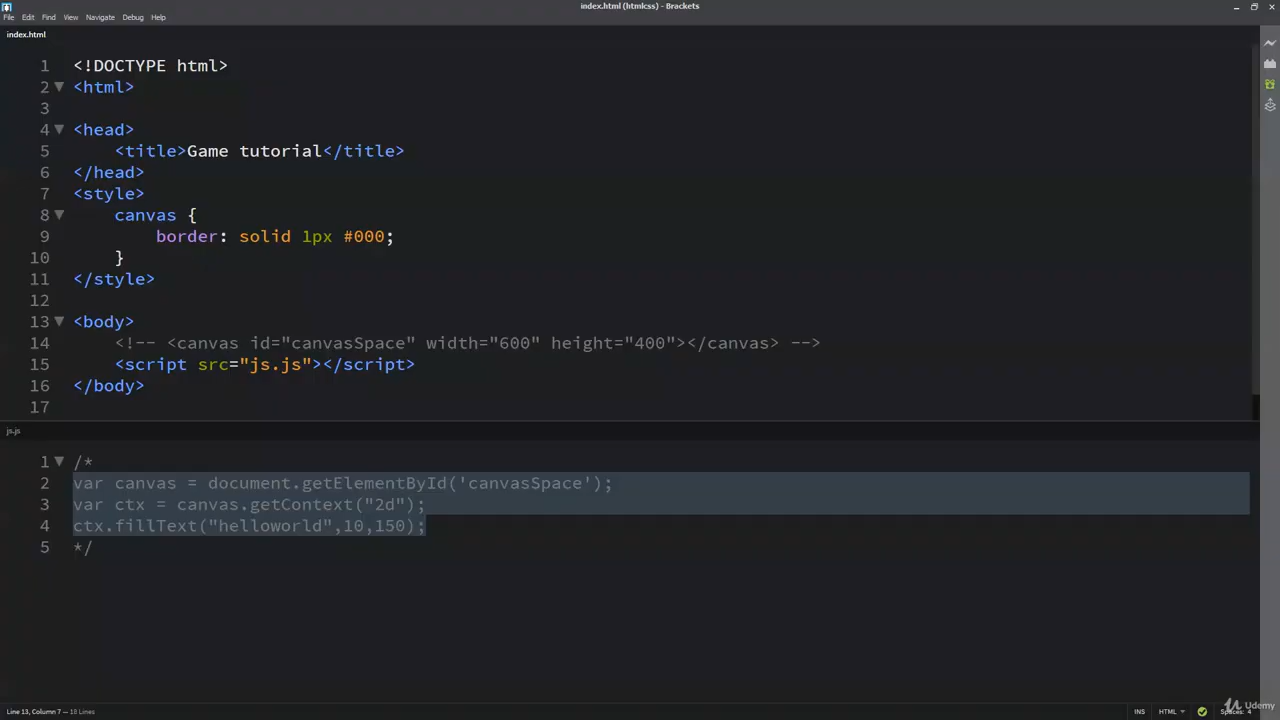 index.html (htmlcss) - Brackets
File Edit Find View Navigate Debug Help
index.html
1 <!DOCTYPE html>
2 <html>
3
4 <head>
5     <title>Game tutorial</title>
6 </head>
7 <style>
8     canvas {
9         border: solid 1px #000;
10     }
11 </style>
12
13 <body>
14     <!-- <canvas id="canvasSpace" width="600" height="400"></canvas> -->
15     <script src="js.js"></script>
16 </body>
17
js.js
1 /*
2 var canvas = document.getElementById('canvasSpace');
3 var ctx = canvas.getContext("2d");
4 ctx.fillText("helloworld",10,150);
5 */
Line 13, Column 7 — 18 Lines
INS HTML Spaces: 4
Udemy